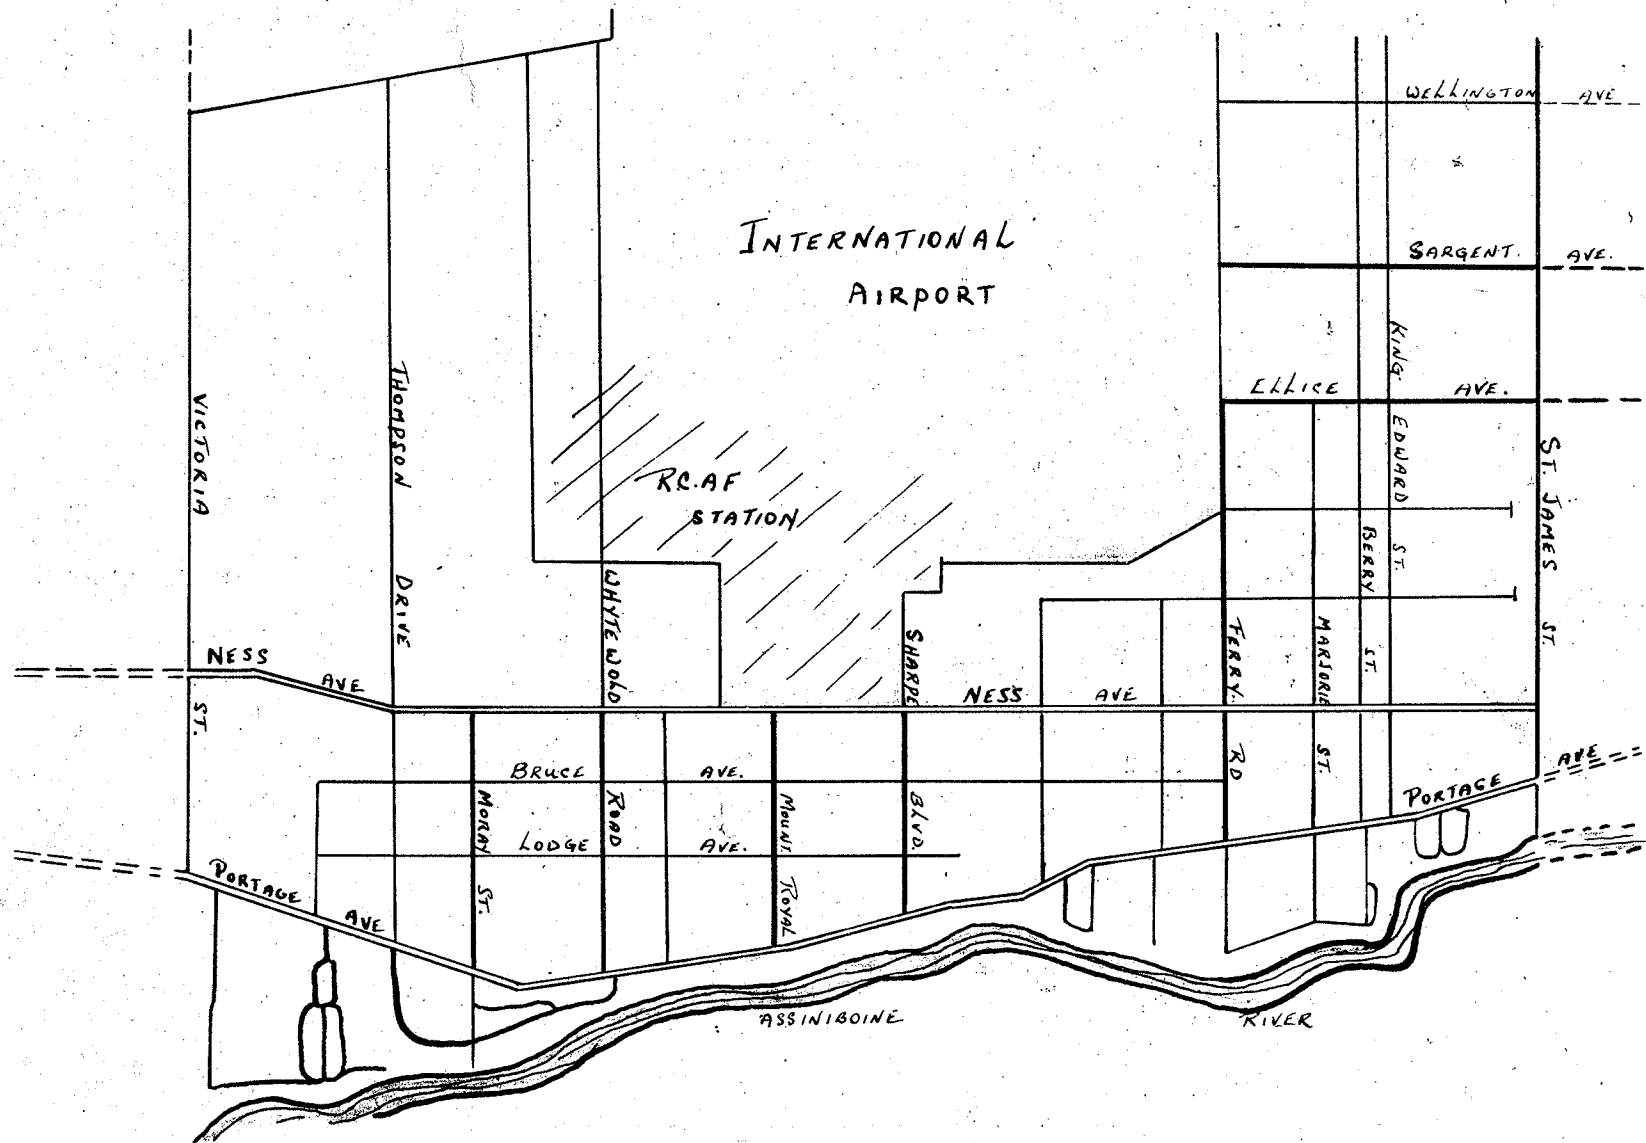 WELLINGTON AVE
INTERNATIONAL
AIRPORT
SARGENT. AVE.
ELLICE AVE.
KING. EDWARD ST.
VICTORIA ST.
THOMPSON DRIVE
R.C.AF
STATION
ST. JAMES ST.
BERRY ST.
WHYTEWOLD ROAD
SHARPE BLVD.
FERRY. RD
MARJORIE ST.
NESS AVE
NESS AVE
BRUCE AVE.
MORAY ST.
MOUNT ROYAL
LODGE AVE.
PORTAGE AVE
PORTAGE AVE
ASSINIBOINE RIVER